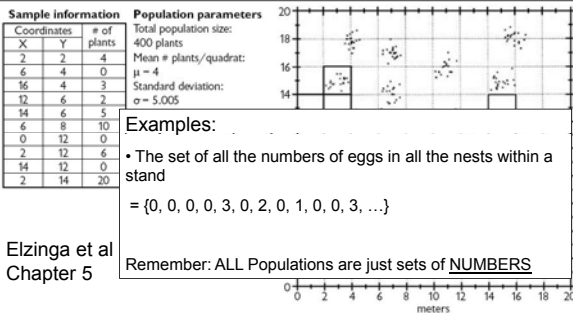 Sample information
Coordinates # of
X Y plants
2 2 4
6 4 0
16 4 3
12 6 2
14 6 5
6 8 10
0 12 0
2 12 6
14 12 0
2 14 20
Population parameters
Total population size:
400 plants
Mean # plants/quadrat:
μ = 4
Standard deviation:
σ = 5.005
20
18
16
14
Examples:
• The set of all the numbers of eggs in all the nests within a
stand
= {0, 0, 0, 0, 3, 0, 2, 0, 1, 0, 0, 3, …}
Remember: ALL Populations are just sets of NUMBERS
Elzinga et al
Chapter 5
0
0 2 4 6 8 10 12 14 16 18 20
meters